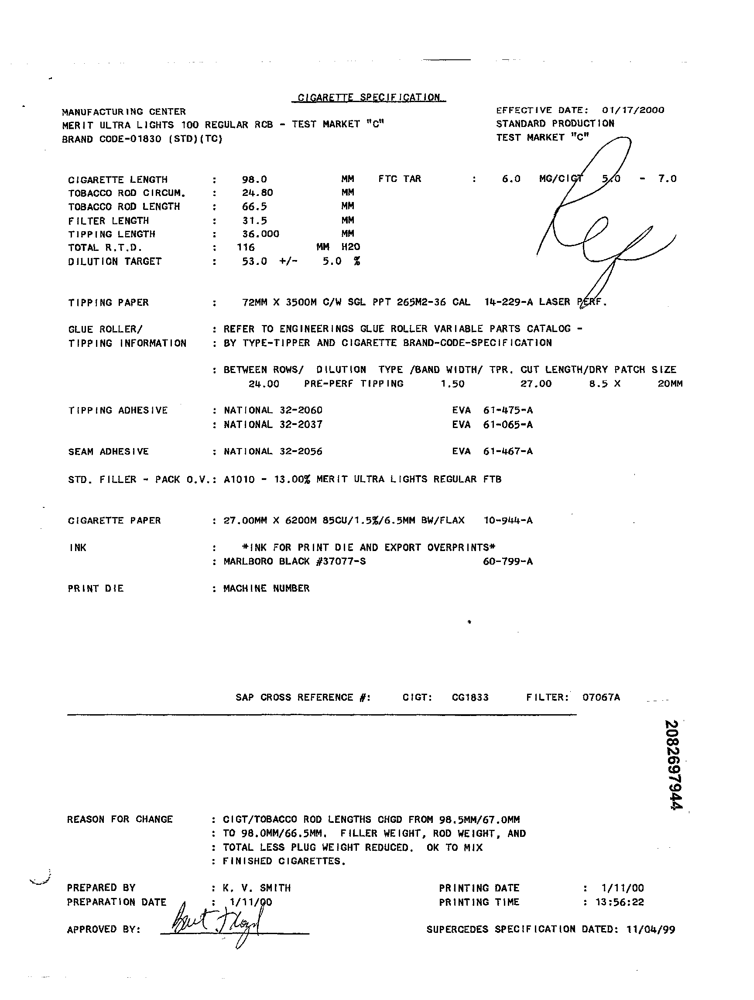 CIGARETTE SPECIFICATION
MANUFACTURING CENTER EFFECTIVE DATE: 01/17/2000
MERIT ULTRA LIGHTS 100 REGULAR RCB - TEST MARKET "C" STANDARD PRODUCTION
BRAND CODE-01830 (STD)(TC) TEST MARKET "C"
CIGARETTE LENGTH : 98.0 MM FTC TAR : 6.0 MG/CIGT 5.0 - 7.0
TOBACCO ROD CIRCUM. : 24.80 MM
TOBACCO ROD LENGTH : 66.5 MM
FILTER LENGTH : 31.5 MM
TIPPING LENGTH : 36.000 MM
TOTAL R.T.D. : 116 MM H2O
DILUTION TARGET : 53.0 +/- 5.0 %
TIPPING PAPER : 72MM X 3500M C/W SGL PPT 265M2-36 CAL 14-229-A LASER PERF.
GLUE ROLLER/ : REFER TO ENGINEERINGS GLUE ROLLER VARIABLE PARTS CATALOG -
TIPPING INFORMATION : BY TYPE-TIPPER AND CIGARETTE BRAND-CODE-SPECIFICATION
: BETWEEN ROWS/ DILUTION TYPE /BAND WIDTH/ TPR. CUT LENGTH/DRY PATCH SIZE
24.00 PRE-PERF TIPPING 1.50 27.00 8.5 X 20MM
TIPPING ADHESIVE : NATIONAL 32-2060 EVA 61-475-A
: NATIONAL 32-2037 EVA 61-065-A
SEAM ADHESIVE : NATIONAL 32-2056 EVA 61-467-A
STD. FILLER - PACK O.V.: A1010 - 13.00% MERIT ULTRA LIGHTS REGULAR FTB
CIGARETTE PAPER : 27.00MM X 6200M 85CU/1.5%/6.5MM BW/FLAX 10-944-A
INK : *INK FOR PRINT DIE AND EXPORT OVERPRINTS*
: MARLBORO BLACK #37077-S 60-799-A
PRINT DIE : MACHINE NUMBER
SAP CROSS REFERENCE #: CIGT: CG1833 FILTER: 07067A
2082697944
REASON FOR CHANGE : CIGT/TOBACCO ROD LENGTHS CHGD FROM 98.5MM/67.0MM
: TO 98.0MM/66.5MM. FILLER WEIGHT, ROD WEIGHT, AND
: TOTAL LESS PLUG WEIGHT REDUCED. OK TO MIX
: FINISHED CIGARETTES.
PREPARED BY : K. V. SMITH PRINTING DATE : 1/11/00
PREPARATION DATE : 1/11/00 PRINTING TIME : 13:56:22
APPROVED BY: SUPERCEDES SPECIFICATION DATED: 11/04/99